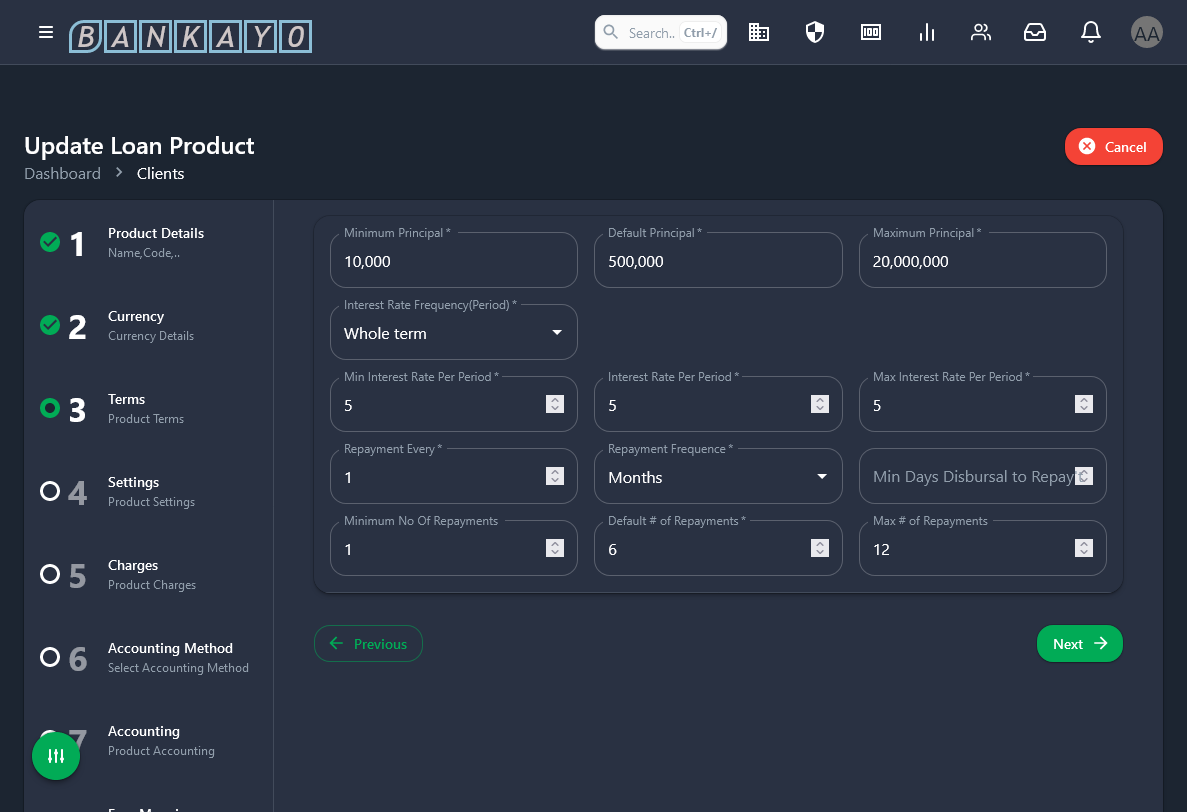 BANKAYO
Search.. Ctrl+/
AA
Update Loan Product
Cancel
Dashboard > Clients
1 Product Details
Name,Code,..
2 Currency
Currency Details
3 Terms
Product Terms
4 Settings
Product Settings
5 Charges
Product Charges
6 Accounting Method
Select Accounting Method
7 Accounting
Product Accounting
Minimum Principal *
10,000
Default Principal *
500,000
Maximum Principal *
20,000,000
Interest Rate Frequency(Period) *
Whole term
Min Interest Rate Per Period *
5
Interest Rate Per Period *
5
Max Interest Rate Per Period *
5
Repayment Every *
1
Repayment Frequence *
Months
Min Days Disbursal to
Minimum No Of Repayments
1
Default # of Repayments *
6
Max # of Repayments
12
Previous
Next